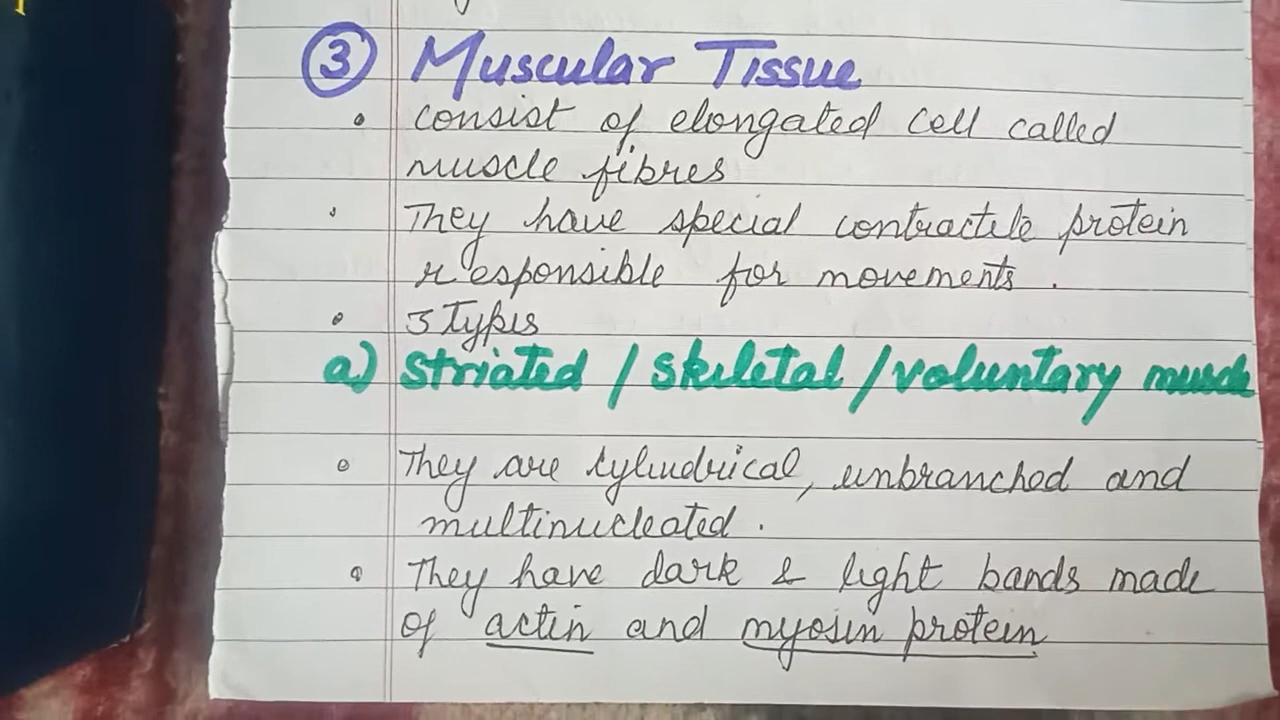 ③ Muscular Tissue
• consist of elongated cell called
muscle fibres
• They have special contractile protein
responsible for movements .
• 3 types
a) Striated / Skeletal / voluntary muscle
• They are cylindrical, unbranched and
multinucleated .
• They have dark & light bands made
of actin and myosin protein